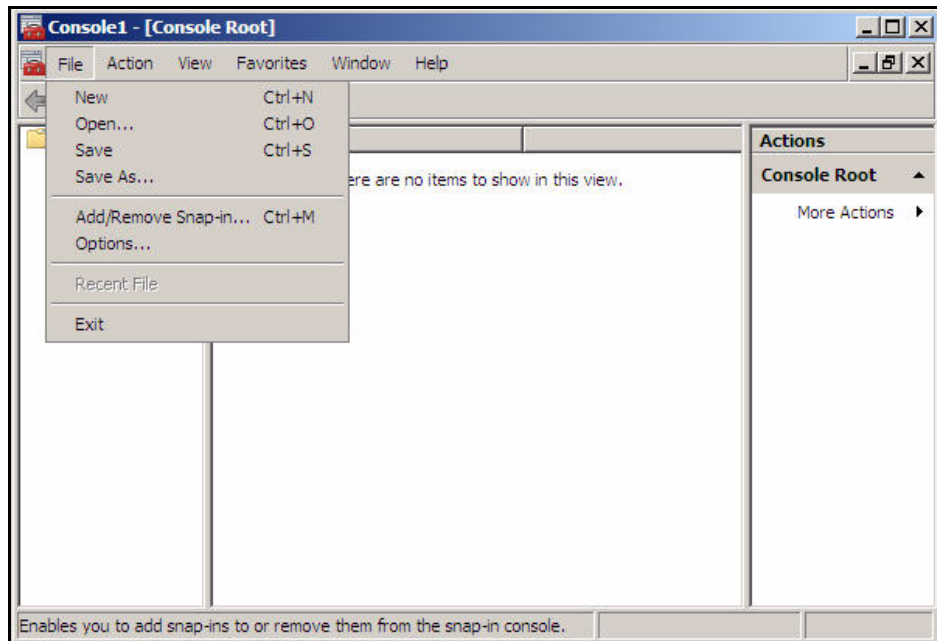 Console1 - [Console Root]
File Action View Favorites Window Help
New Ctrl+N
Open... Ctrl+O
Save Ctrl+S
Save As...
Add/Remove Snap-in... Ctrl+M
Options...
Recent File
Exit
ere are no items to show in this view.
Actions
Console Root
More Actions
Enables you to add snap-ins to or remove them from the snap-in console.